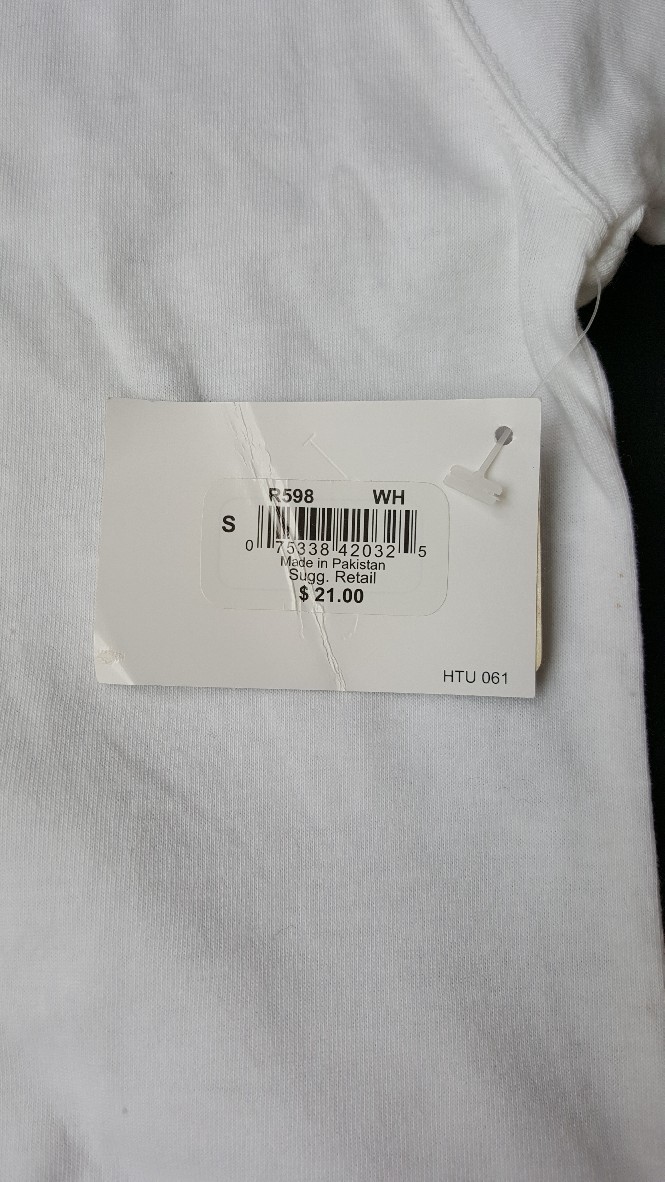 R598 WH
S
0 75338 42032 5
Made in Pakistan
Sugg. Retail
$ 21.00
HTU 061